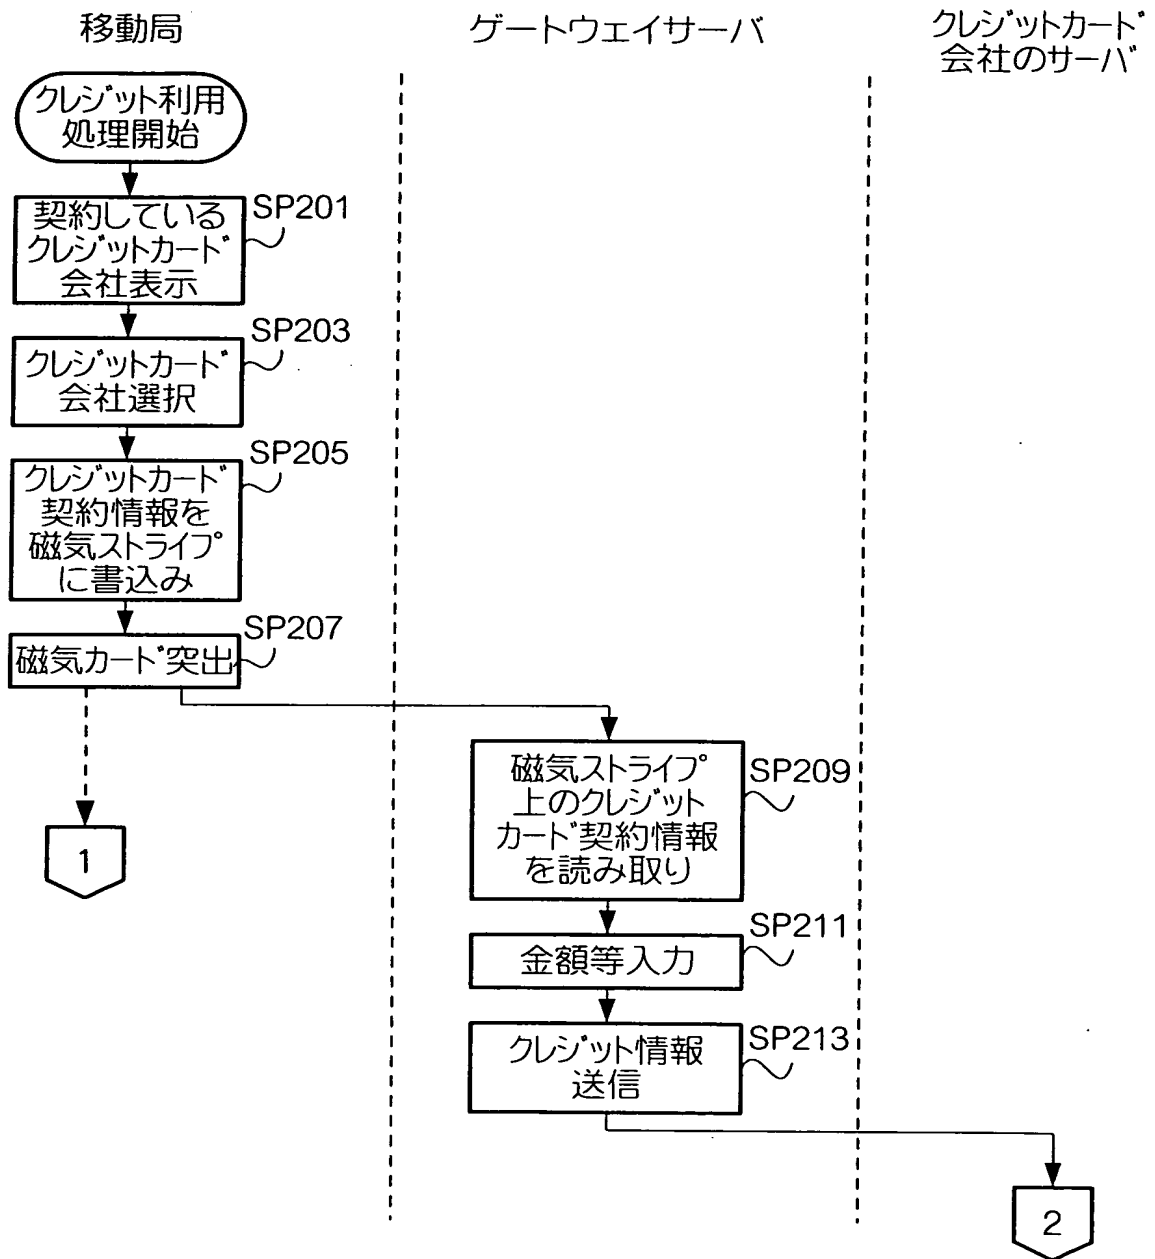 移動局
ゲートウェイサーバ
クレジットカード
会社のサーバ
クレジット利用
処理開始
契約している
クレジットカード
会社表示
SP201
クレジットカード
会社選択
SP203
クレジットカード
契約情報を
磁気ストライプ
に書込み
SP205
磁気カード突出
SP207
1
磁気ストライプ
上のクレジット
カード契約情報
を読み取り
SP209
金額等入力
SP211
クレジット情報
送信
SP213
2